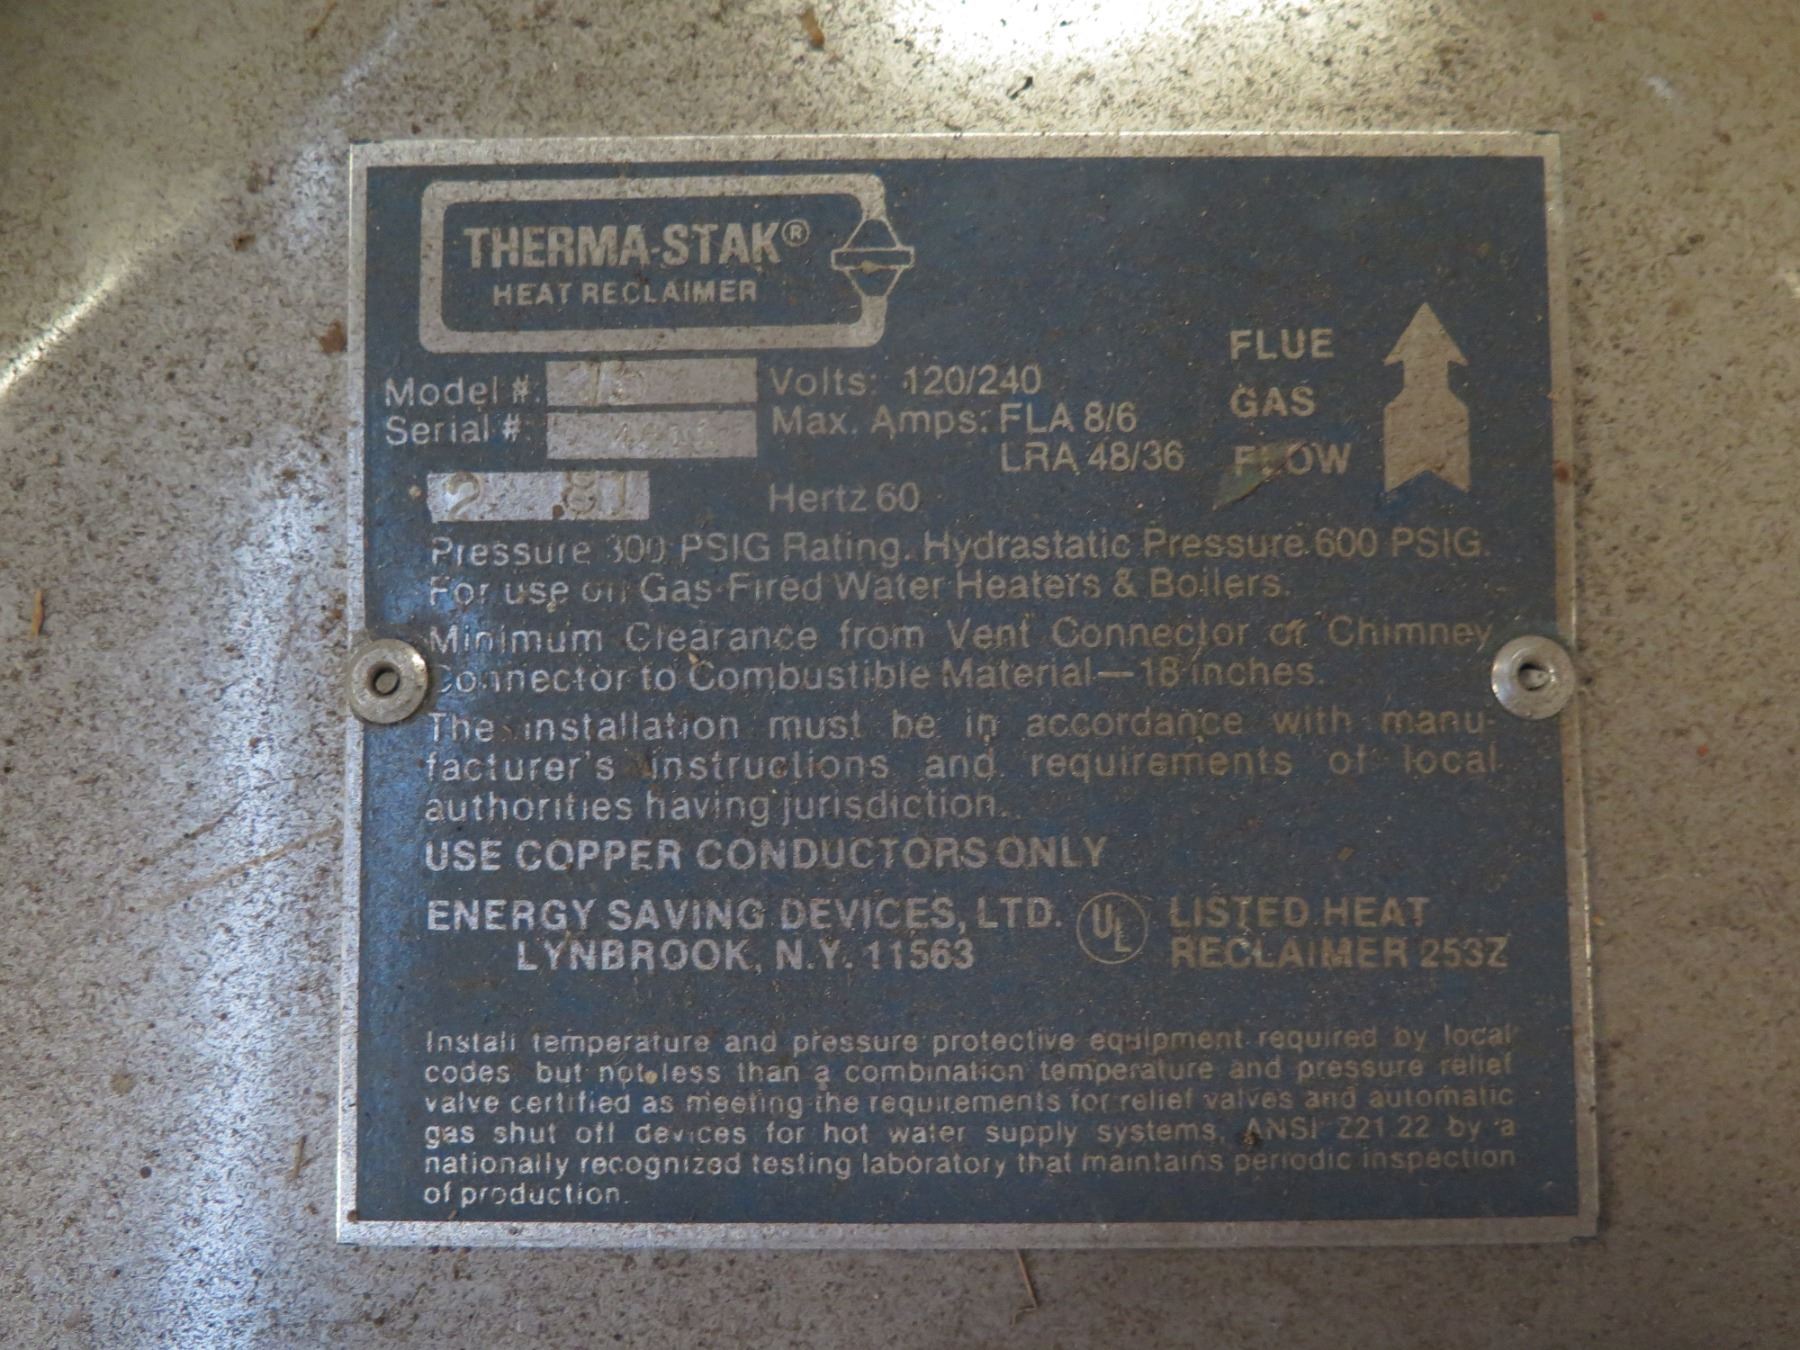 THERMA-STAK®
HEAT RECLAIMER
FLUE
GAS
FLOW
Model #:
Serial #:
2 81
Volts: 120/240
Max. Amps: FLA 8/6
LRA 48/36
Hertz 60
Pressure 300 PSIG Rating. Hydrastatic Pressure 600 PSIG.
For use on Gas-Fired Water Heaters & Boilers.
Minimum Clearance from Vent Connector or Chimney
Connector to Combustible Material—18 inches.
The installation must be in accordance with manu-
facturer's instructions and requirements of local
authorities having jurisdiction.
USE COPPER CONDUCTORS ONLY
ENERGY SAVING DEVICES, LTD.
LYNBROOK, N.Y. 11563
UL
LISTED HEAT
RECLAIMER 253Z
Install temperature and pressure protective equipment required by local
codes but not less than a combination temperature and pressure relief
valve certified as meeting the requirements for relief valves and automatic
gas shut off devices for hot water supply systems, ANSI Z21.22 by a
nationally recognized testing laboratory that maintains periodic inspection
of production.